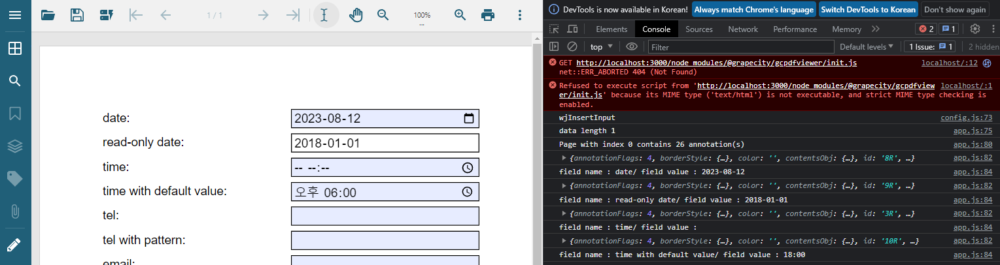 1 / 1
100%
...
date:
2023-08-12
read-only date:
2018-01-01
time:
-- --:--
time with default value:
오후 06:00
tel:
tel with pattern:
email:
DevTools is now available in Korean!
Always match Chrome's language
Switch DevTools to Korean
Don't show again
Elements Console Sources Network Performance Memory 2 1
top Filter Default levels 1 Issue: 1 2 hidden
GET http://localhost:3000/node_modules/@grapecity/gcpdfviewer/init.js localhost/:12
net::ERR_ABORTED 404 (Not Found)
Refused to execute script from 'http://localhost:3000/node_modules/@grapecity/gcpdfview localhost/:1
er/init.js' because its MIME type ('text/html') is not executable, and strict MIME type checking is
enabled.
wjInsertInput config.js:73
data length 1 app.js:75
Page with index 0 contains 26 annotation(s) app.js:80
{annotationFlags: 4, borderStyle: {…}, color: '', contentsObj: {…}, id: '8R', …} app.js:82
field name : date/ field value : 2023-08-12 app.js:84
{annotationFlags: 4, borderStyle: {…}, color: '', contentsObj: {…}, id: '9R', …} app.js:82
field name : read-only date/ field value : 2018-01-01 app.js:84
{annotationFlags: 4, borderStyle: {…}, color: '', contentsObj: {…}, id: '3R', …} app.js:82
field name : time/ field value : app.js:84
{annotationFlags: 4, borderStyle: {…}, color: '', contentsObj: {…}, id: '10R', …} app.js:82
field name : time with default value/ field value : 18:00 app.js:84